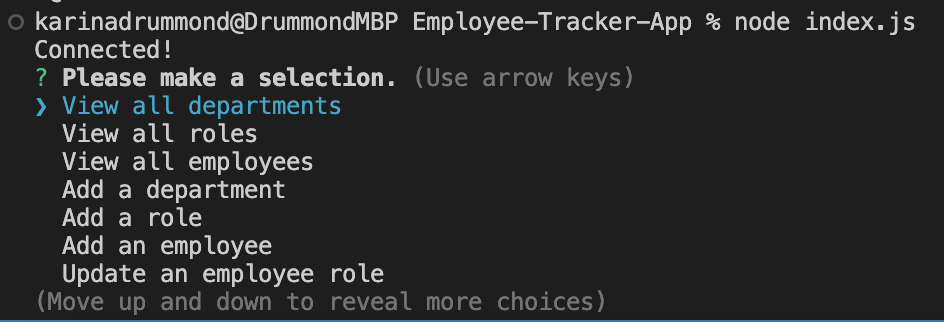 karinadrummond@DrummondMBP Employee-Tracker-App % node index.js
Connected!
? Please make a selection. (Use arrow keys)
❯ View all departments
View all roles
View all employees
Add a department
Add a role
Add an employee
Update an employee role
(Move up and down to reveal more choices)